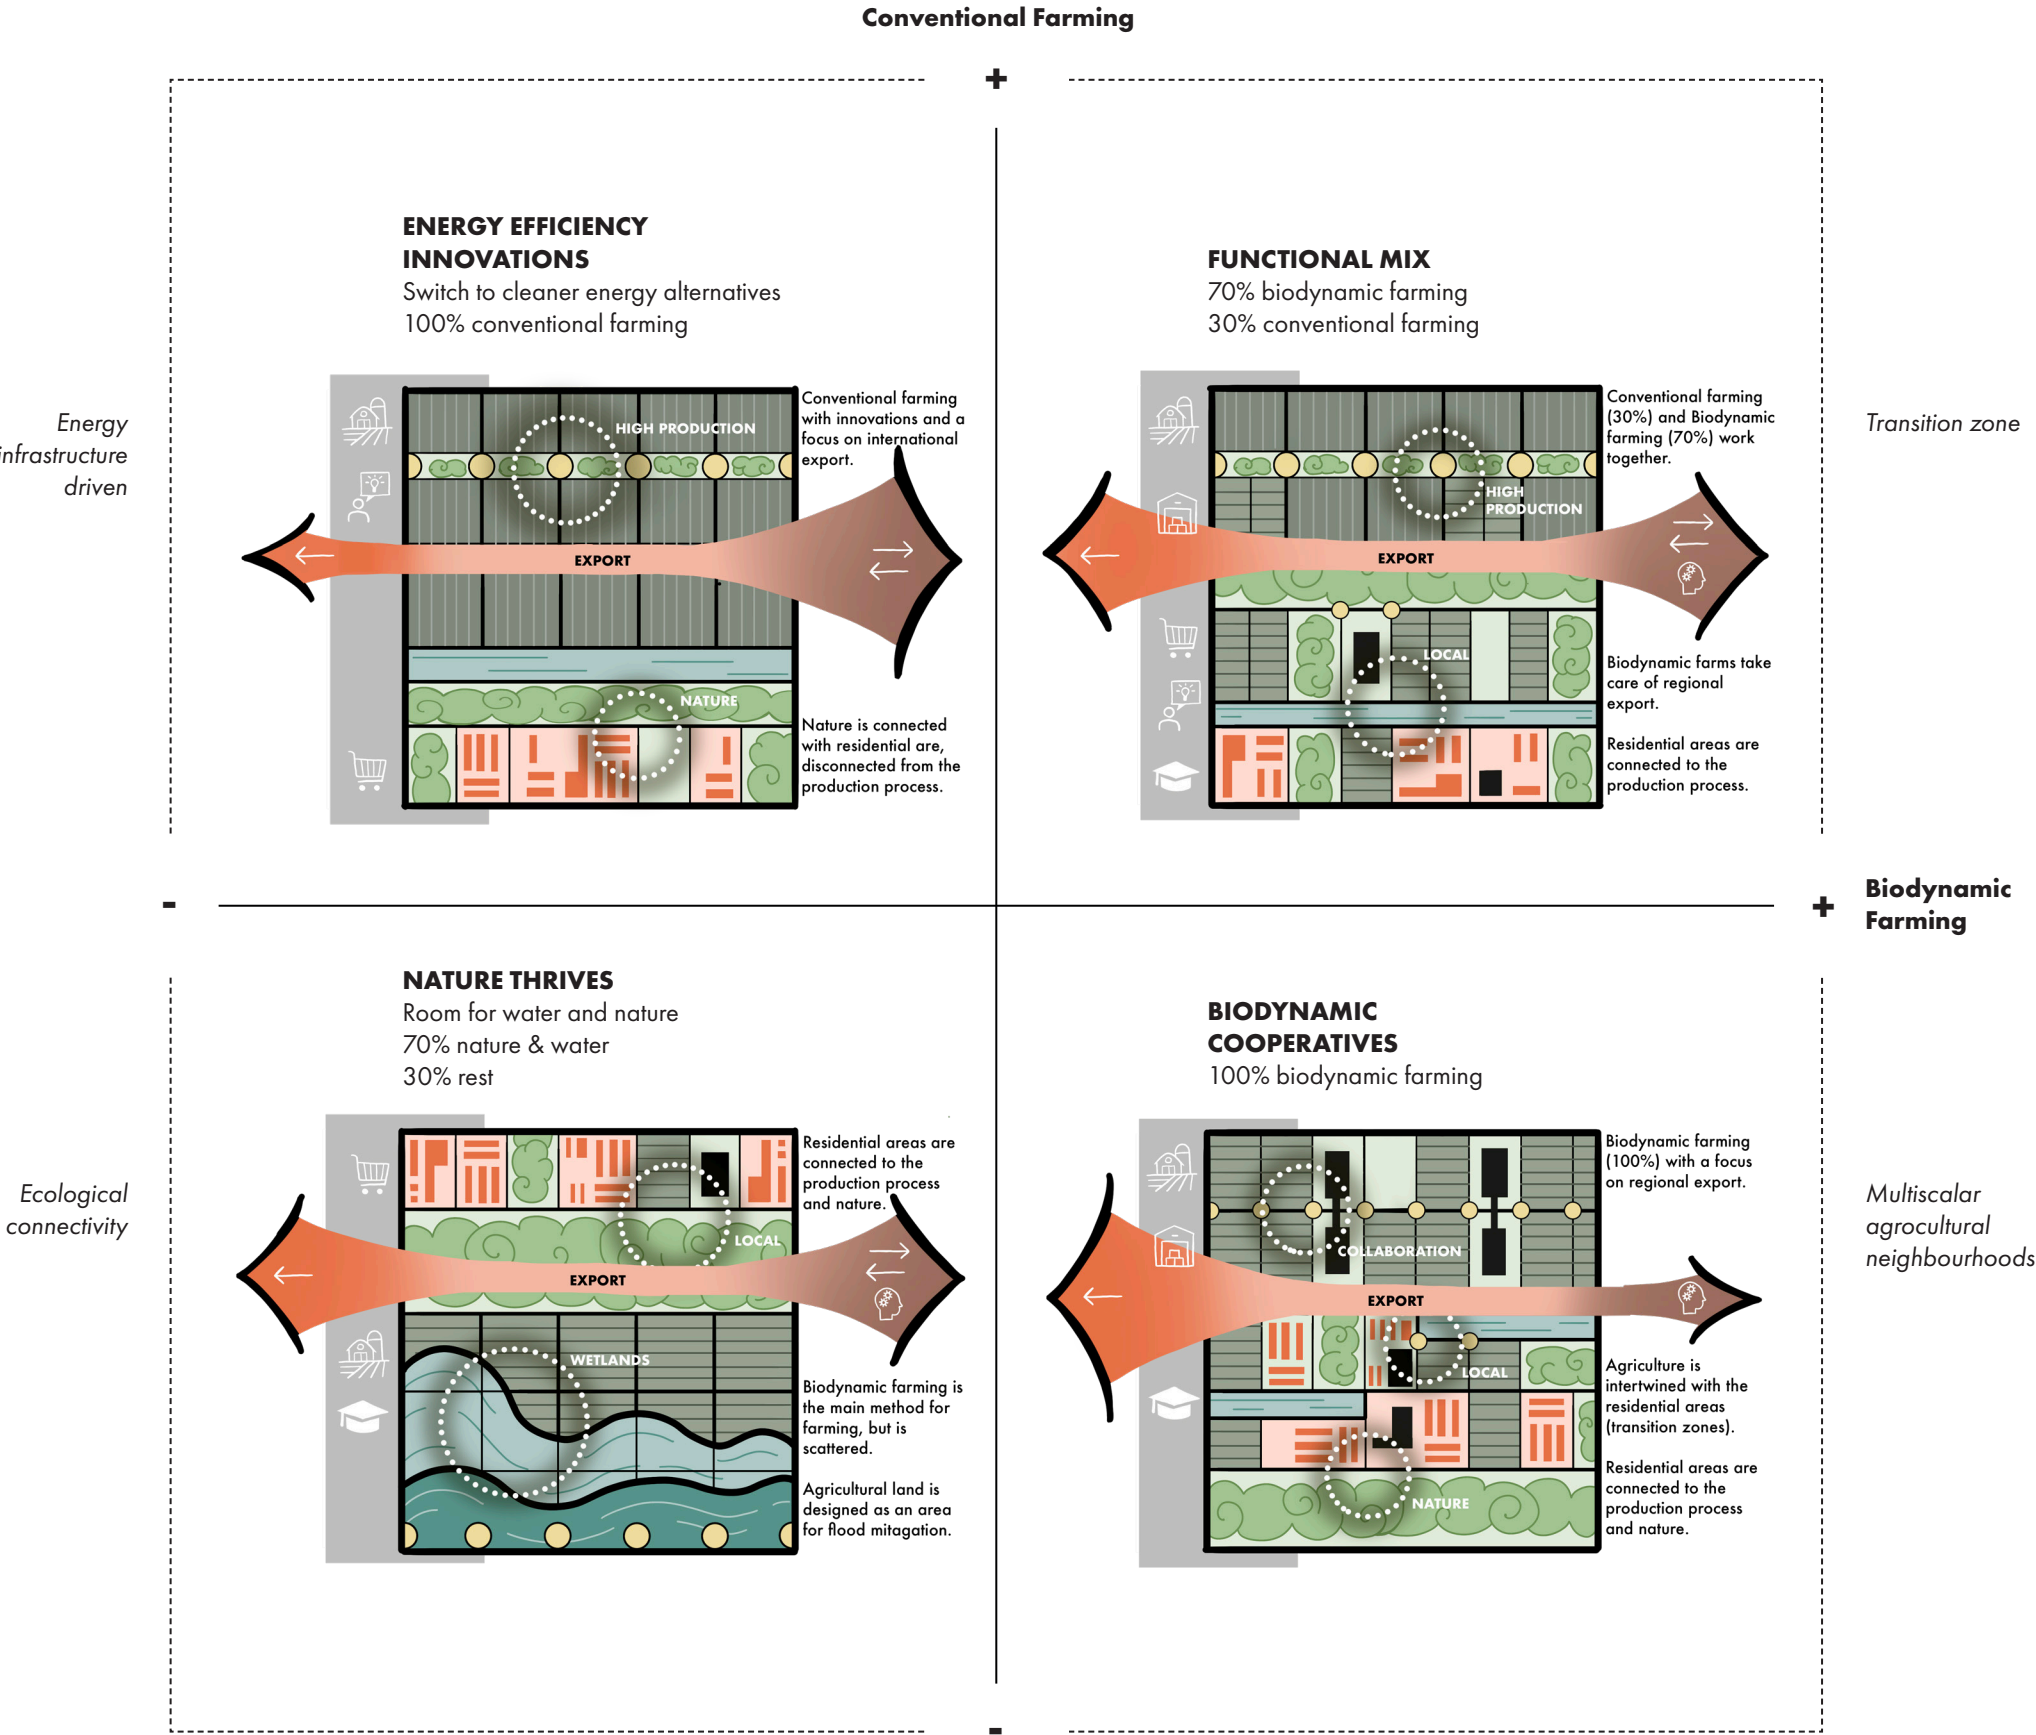 Conventional Farming
+
ENERGY EFFICIENCY
INNOVATIONS
Switch to cleaner energy alternatives
100% conventional farming
Energy
infrastructure
driven
HIGH PRODUCTION
EXPORT
NATURE
Conventional farming
with innovations and a
focus on international
export.
Nature is connected
with residential are,
disconnected from the
production process.
FUNCTIONAL MIX
70% biodynamic farming
30% conventional farming
HIGH
PRODUCTION
EXPORT
LOCAL
Conventional farming
(30%) and Biodynamic
farming (70%) work
together.
Biodynamic farms take
care of regional
export.
Residential areas are
connected to the
production process.
Transition zone
-
+
Biodynamic
Farming
NATURE THRIVES
Room for water and nature
70% nature & water
30% rest
Ecological
connectivity
LOCAL
EXPORT
WETLANDS
Residential areas are
connected to the
production process
and nature.
Biodynamic farming is
the main method for
farming, but is
scattered.
Agricultural land is
designed as an area
for flood mitagation.
BIODYNAMIC
COOPERATIVES
100% biodynamic farming
COLLABORATION
EXPORT
LOCAL
NATURE
Biodynamic farming
(100%) with a focus
on regional export.
Agriculture is
intertwined with the
residential areas
(transition zones).
Residential areas are
connected to the
production process
and nature.
Multiscalar
agrocultural
neighbourhoods
-